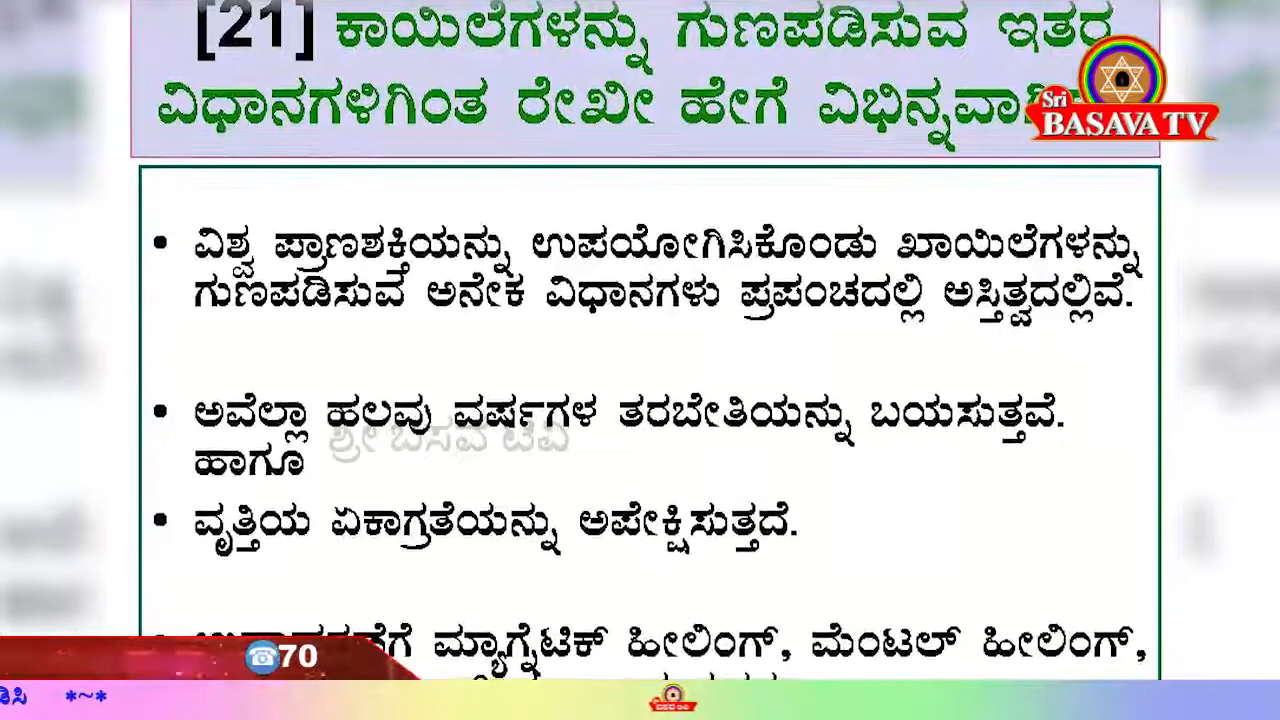 [21] ಕಾಯಿಲೆಗಳನ್ನು ಗುಣಪಡಿಸುವ ಇತರ
ವಿಧಾನಗಳಿಗಿಂತ ರೇಖೀ ಹೇಗೆ
Sri
BASAVA TV
• ವಿಶ್ವ ಪ್ರಾಣಶಕ್ತಿಯನ್ನು ಉಪಯೋಗಿಸಿಕೊಂಡು ಖಾಯಿಲೆಗಳನ್ನು
ಗುಣಪಡಿಸುವ ಅನೇಕ ವಿಧಾನಗಳು ಪ್ರಪಂಚದಲ್ಲಿ ಅಸ್ತಿತ್ವದಲ್ಲಿವೆ.
• ಅವೆಲ್ಲಾ ಹಲವು ವರ್ಷಗಳ ತರಬೇತಿಯನ್ನು ಬಯಸುತ್ತವೆ.
ಶ್ರೀ ಬಸವ ಟಿವಿ
ಹಾಗೂ
• ವೃತ್ತಿಯ ಏಕಾಗ್ರತೆಯನ್ನು ಅಪೇಕ್ಷಿಸುತ್ತದೆ.
ಮ್ಯಾಗ್ನೆಟಿಕ್ ಹೀಲಿಂಗ್, ಮೆಂಟಲ್ ಹೀಲಿಂಗ್,
☎70
*~*